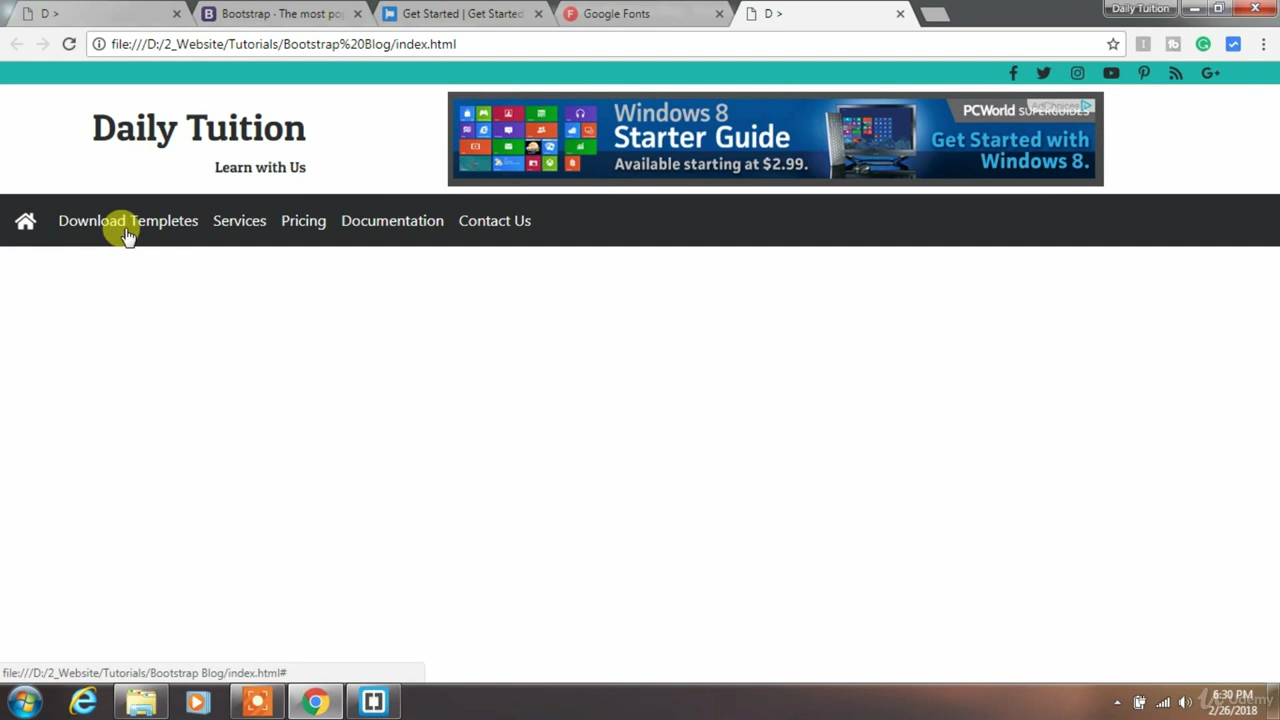 D >
Bootstrap · The most po
Get Started | Get Started
Google Fonts
D >
Daily Tuition
file:///D:/2_Website/Tutorials/Bootstrap%20Blog/index.html
Daily Tuition
Learn with Us
Windows 8
Starter Guide
Available starting at $2.99.
PCWorld SUPERGUIDES
AdChoices
Get Started with
Windows 8.
Download Templetes Services Pricing Documentation Contact Us
file:///D:/2_Website/Tutorials/Bootstrap Blog/index.html#
6:30 PM
2/26/2018
Udemy